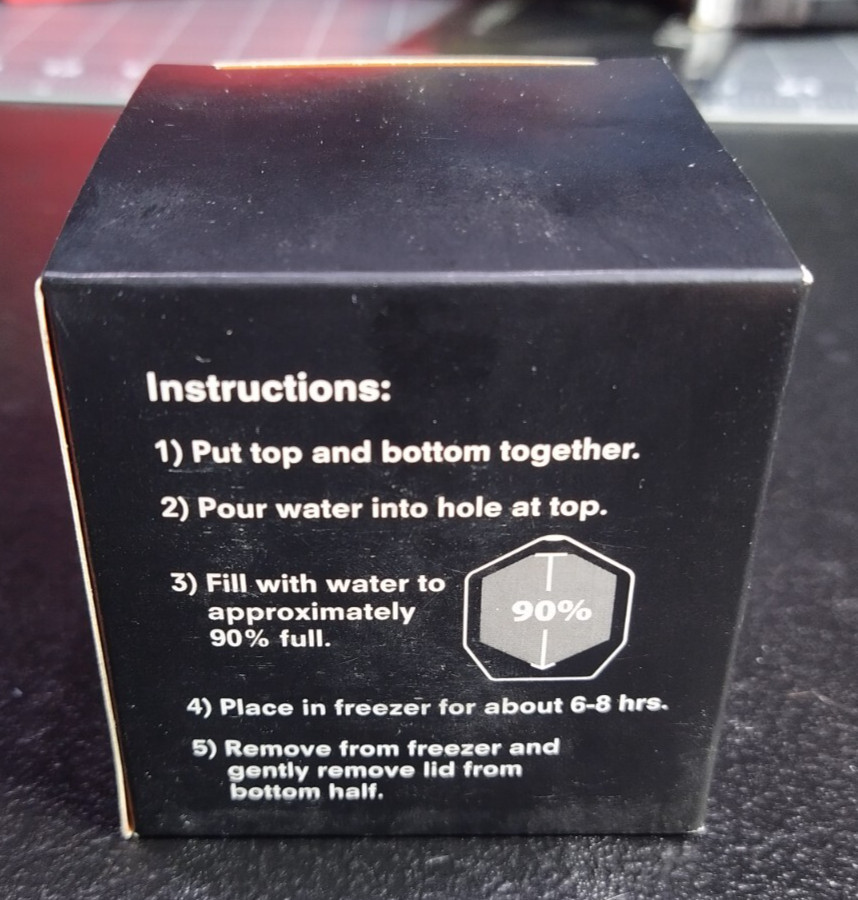 Instructions:
1) Put top and bottom together.
2) Pour water into hole at top.
3) Fill with water to
approximately
90% full.
90%
4) Place in freezer for about 6-8 hrs.
5) Remove from freezer and
gently remove lid from
bottom half.